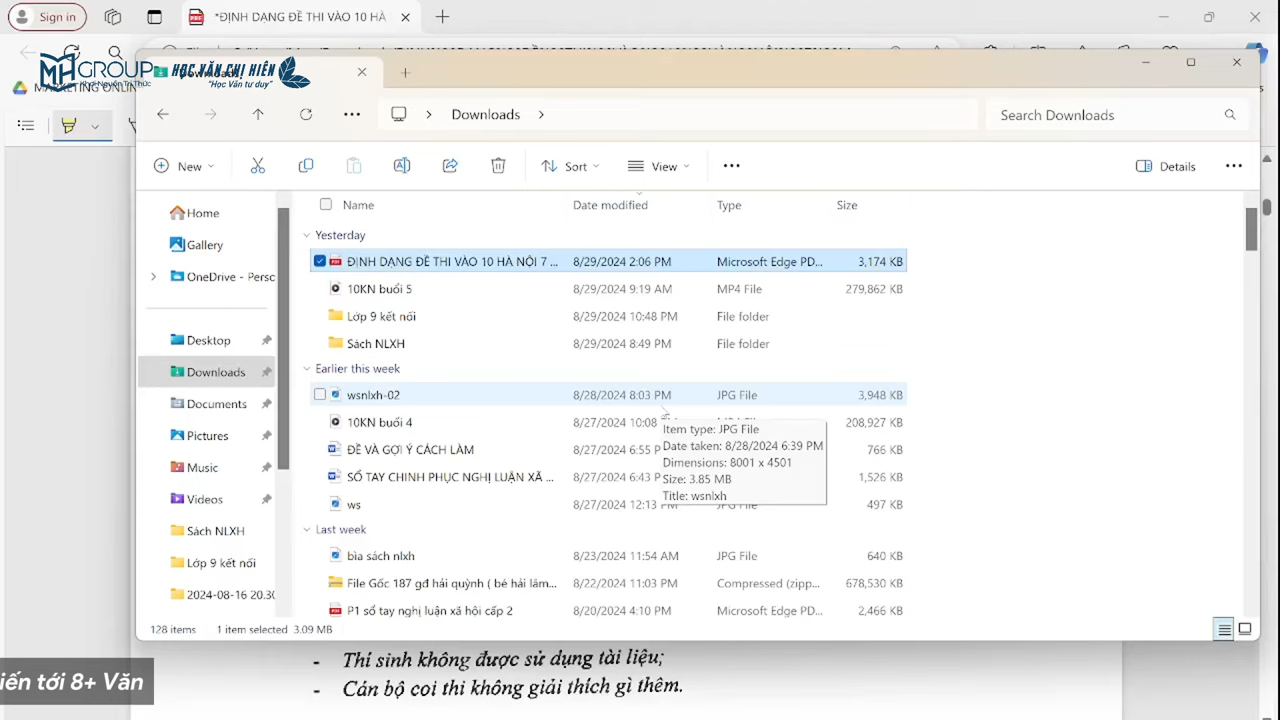 Sign in
*ĐỊNH DẠNG ĐỀ THI VÀO 10 HÀ
MH GROUP
Khơi Nguồn Tri Thức
HỌC VĂN CHỊ HIÊN
"Học Văn tư duy"
Downloads
Search Downloads
New
Sort
View
Details
Name Date modified Type Size
Home
Gallery
OneDrive - Persc
Desktop
Downloads
Documents
Pictures
Music
Videos
Sách NLXH
Lớp 9 kết nối
2024-08-16 20.30
Yesterday
ĐỊNH DẠNG ĐỀ THI VÀO 10 HÀ NỘI 7 ... 8/29/2024 2:06 PM Microsoft Edge PD... 3,174 KB
10KN buổi 5 8/29/2024 9:19 AM MP4 File 279,862 KB
Lớp 9 kết nối 8/29/2024 10:48 PM File folder
Sách NLXH 8/29/2024 8:49 PM File folder
Earlier this week
wsnlxh-02 8/28/2024 8:03 PM JPG File 3,948 KB
10KN buổi 4 8/27/2024 10:08 208,927 KB
ĐỀ VÀ GỢI Ý CÁCH LÀM 8/27/2024 6:55 P 766 KB
SỔ TAY CHINH PHỤC NGHỊ LUẬN XÃ ... 8/27/2024 6:43 P 1,526 KB
ws 8/27/2024 12:13 PM JPG File 497 KB
Item type: JPG File
Date taken: 8/28/2024 6:39 PM
Dimensions: 8001 x 4501
Size: 3.85 MB
Title: wsnlxh
Last week
bìa sách nlxh 8/23/2024 11:54 AM JPG File 640 KB
File Gốc 187 gđ hải quỳnh ( bé hải lâm... 8/22/2024 11:03 PM Compressed (zipp... 678,530 KB
P1 sổ tay nghị luận xã hội cấp 2 8/20/2024 4:10 PM Microsoft Edge PD... 2,466 KB
128 items 1 item selected 3.09 MB
- Thí sinh không được sử dụng tài liệu;
- Cán bộ coi thi không giải thích gì thêm.
iến tới 8+ Văn